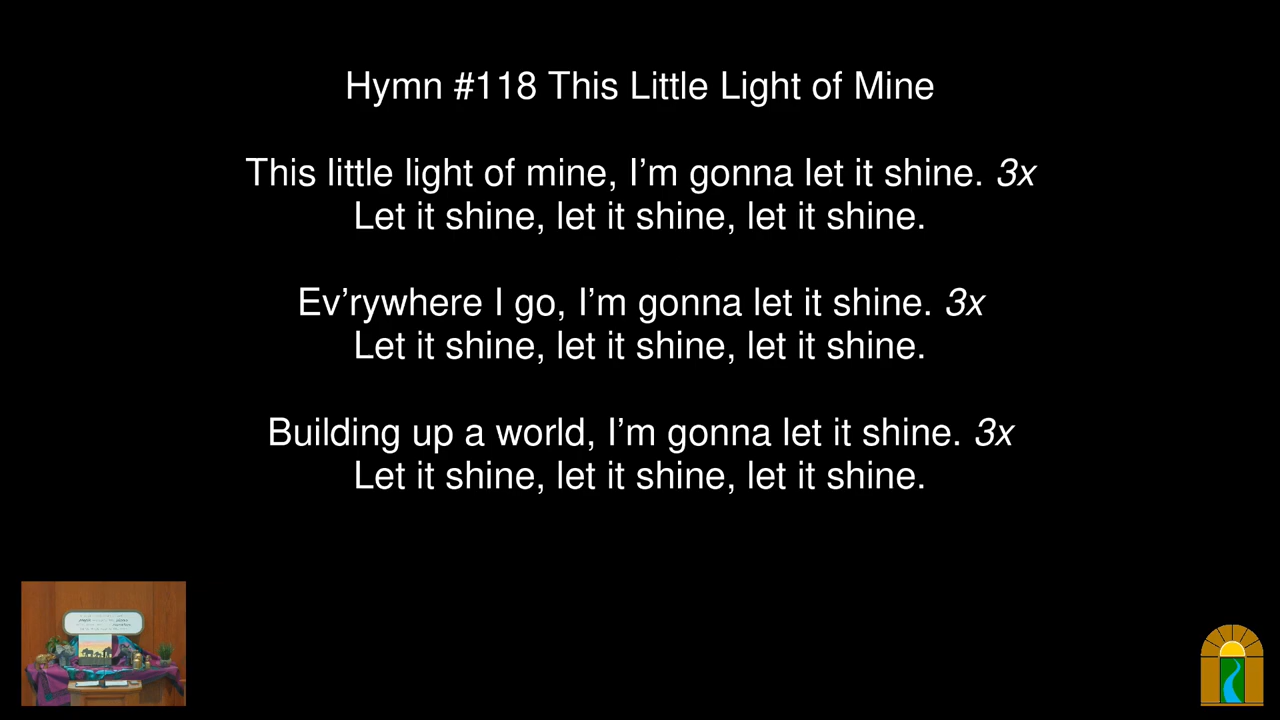 Hymn #118 This Little Light of Mine
This little light of mine, I’m gonna let it shine. 3x
Let it shine, let it shine, let it shine.
Ev’rywhere I go, I’m gonna let it shine. 3x
Let it shine, let it shine, let it shine.
Building up a world, I’m gonna let it shine. 3x
Let it shine, let it shine, let it shine.